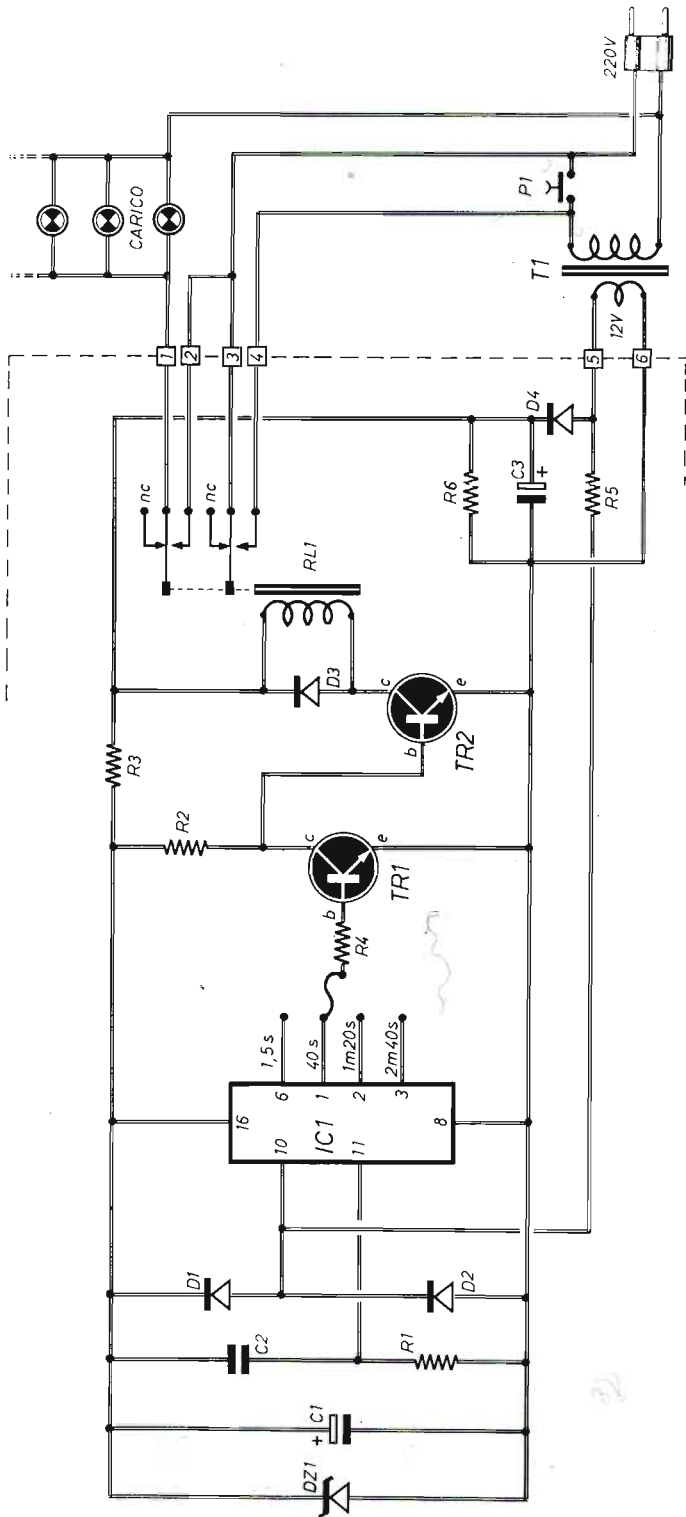 DZ1
+
C1
C2
R1
D1
D2
16
10
11
IC1
8
6
1
2
3
1,5s
40s
1m20s
2m40s
R4
b
c
e
TR1
R2
R3
b
c
e
TR2
D3
RL1
nc
nc
1
2
3
4
CARICO
R6
C3
+
D4
R5
5
6
12V
T1
P1
220V